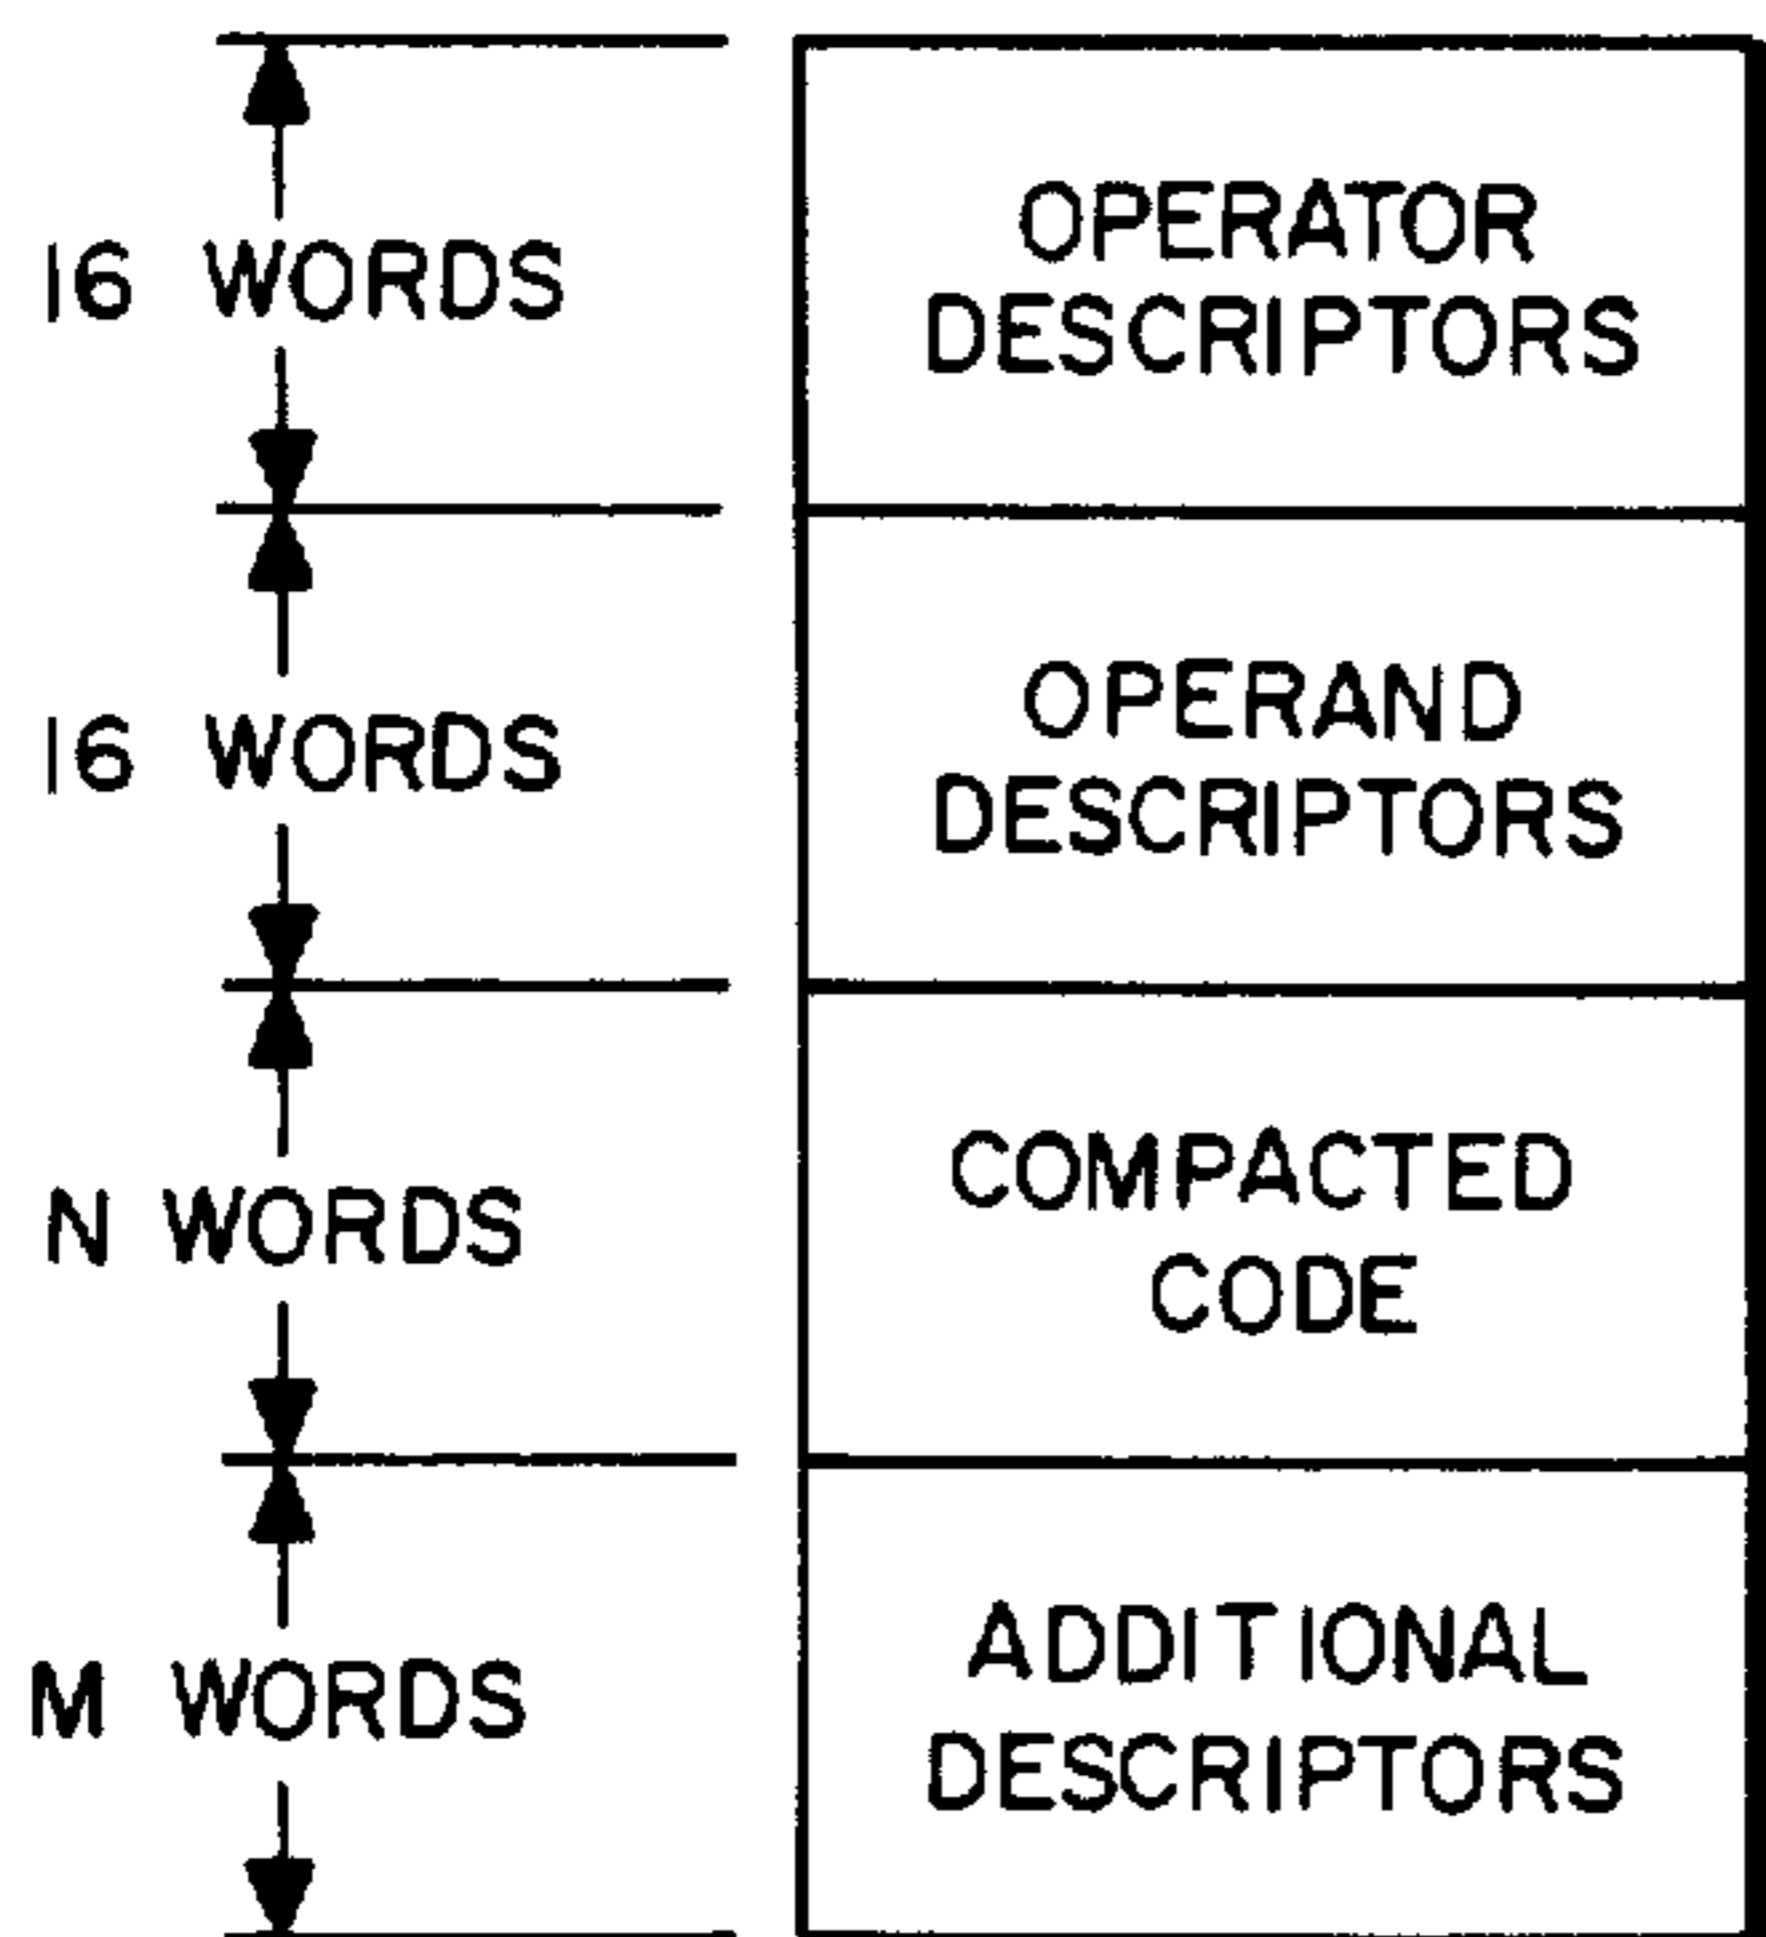 16 WORDS
OPERATOR
DESCRIPTORS
16 WORDS
OPERAND
DESCRIPTORS
N WORDS
COMPACTED
CODE
M WORDS
ADDITIONAL
DESCRIPTORS